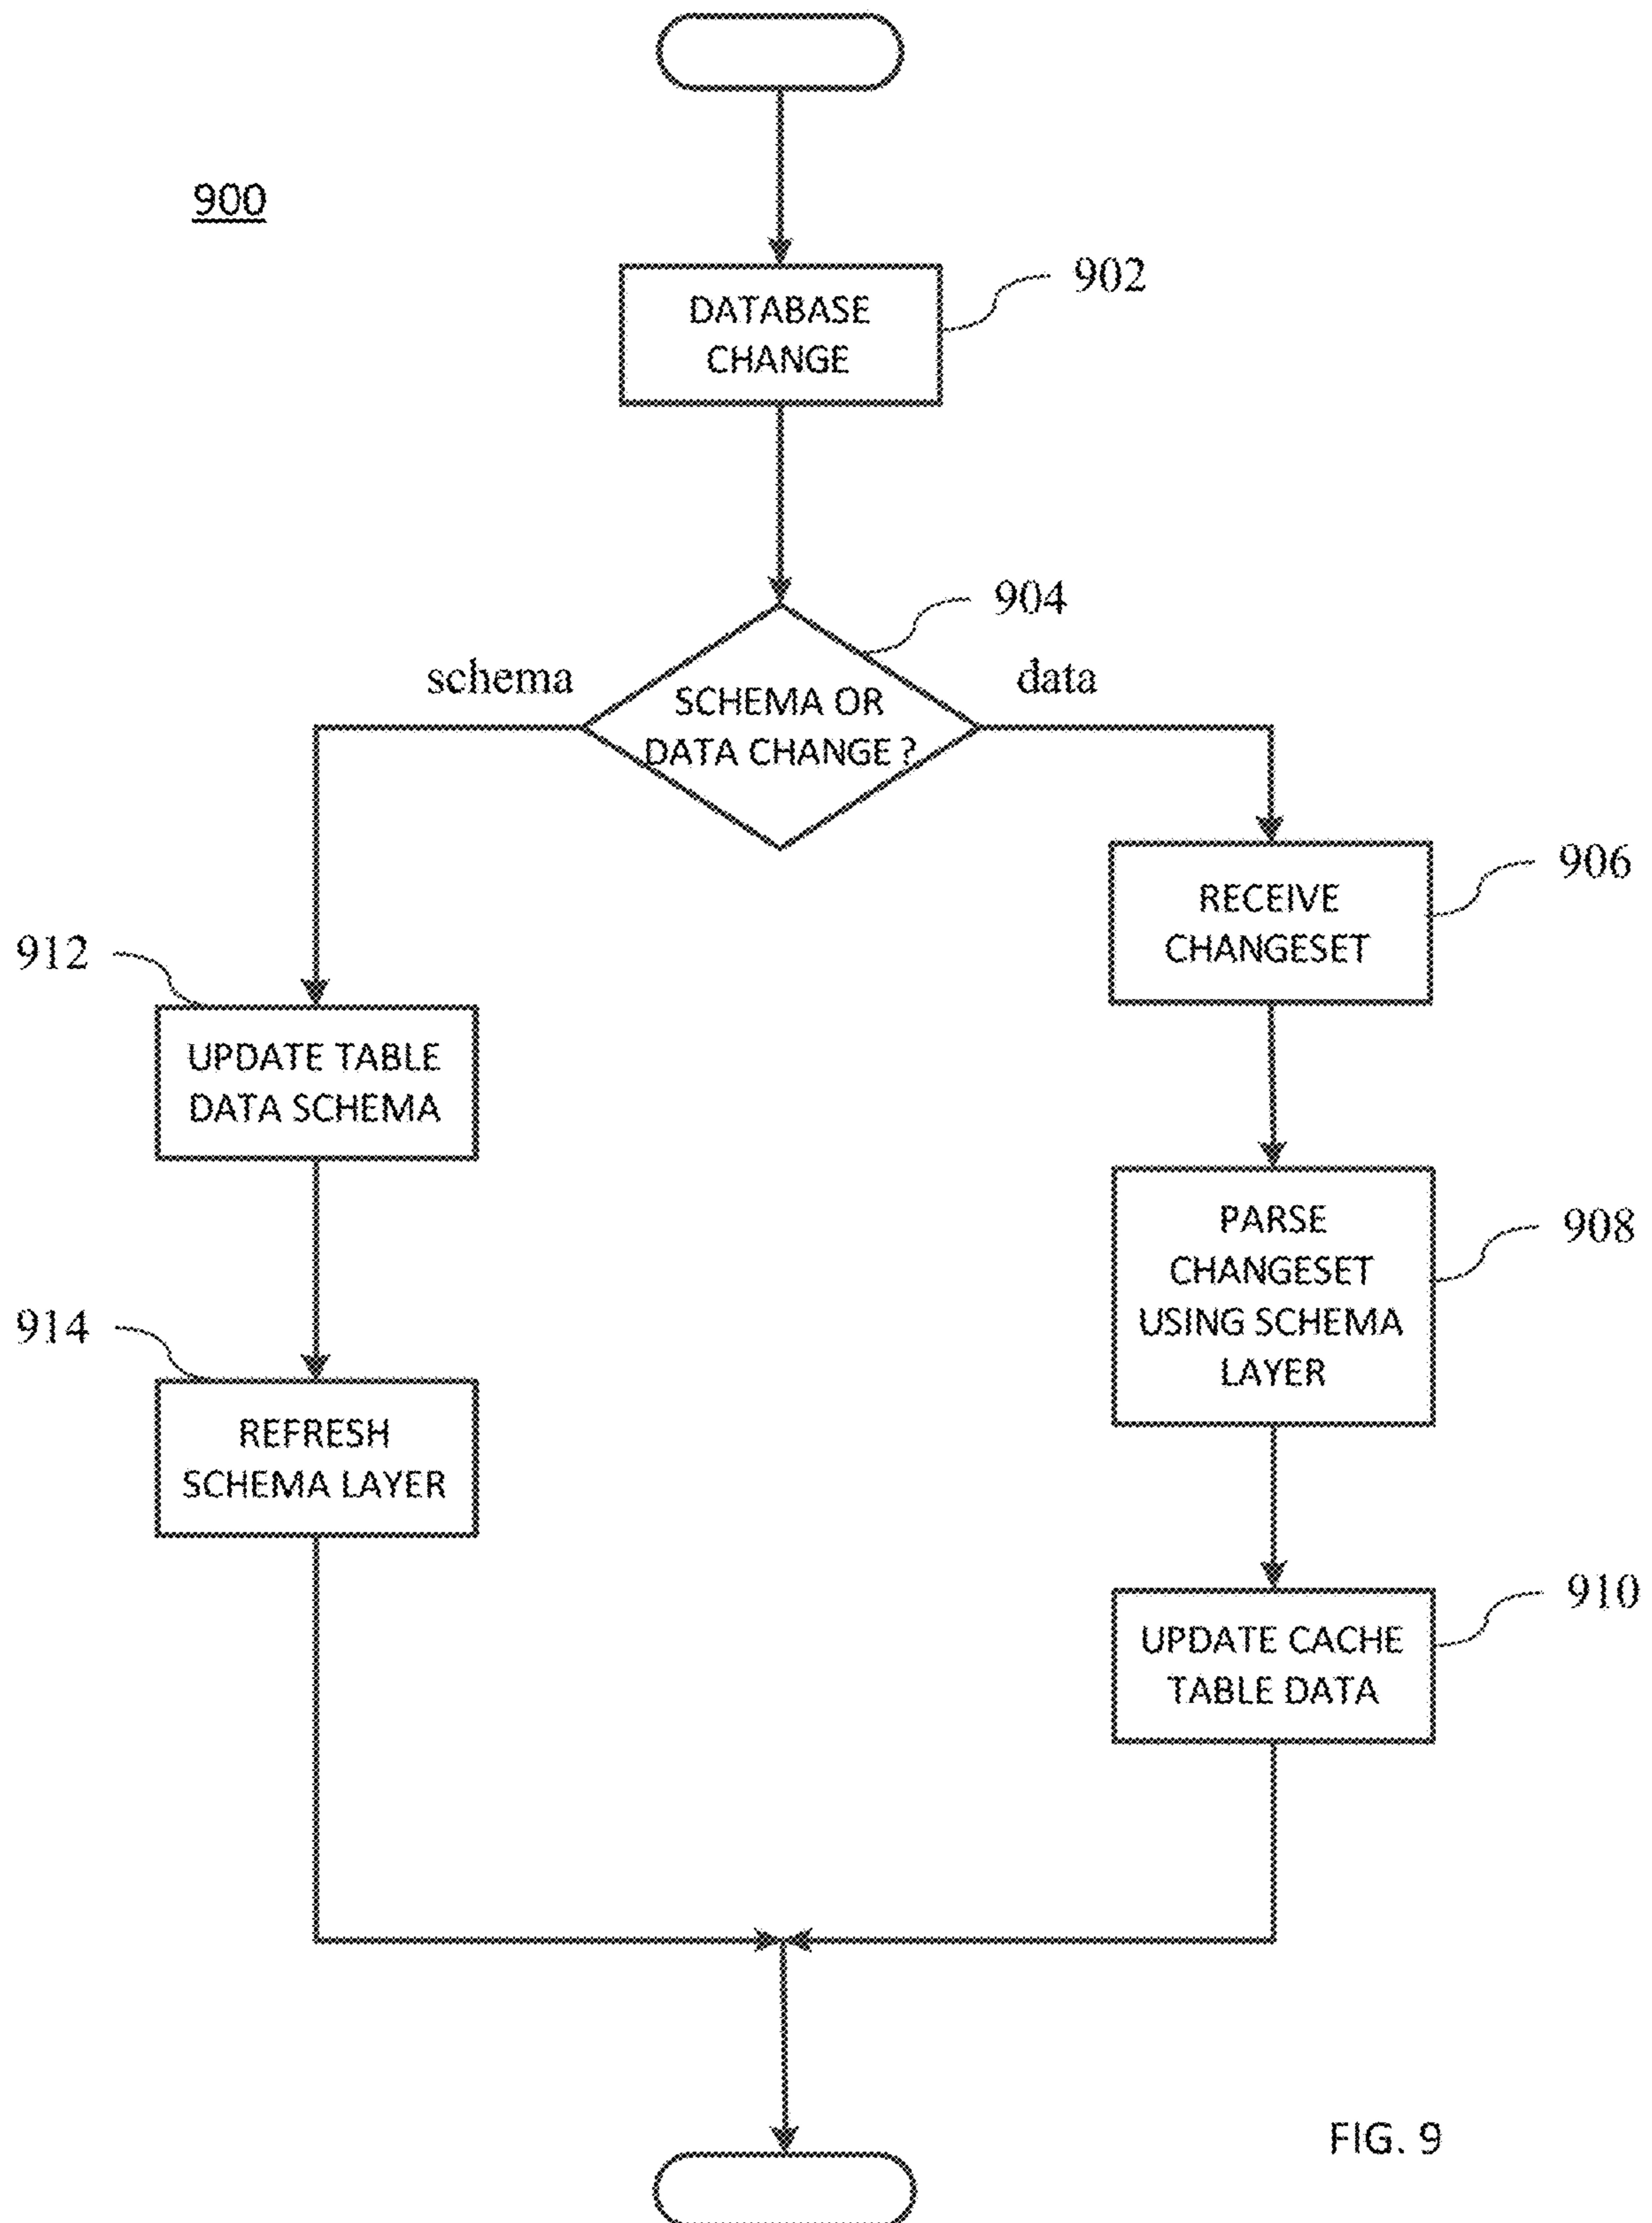 900
902
DATABASE
CHANGE
904
schema
data
SCHEMA OR
DATA CHANGE ?
906
RECEIVE
CHANGESET
912
UPDATE TABLE
DATA SCHEMA
908
PARSE
CHANGESET
USING SCHEMA
LAYER
914
REFRESH
SCHEMA LAYER
910
UPDATE CACHE
TABLE DATA
FIG. 9